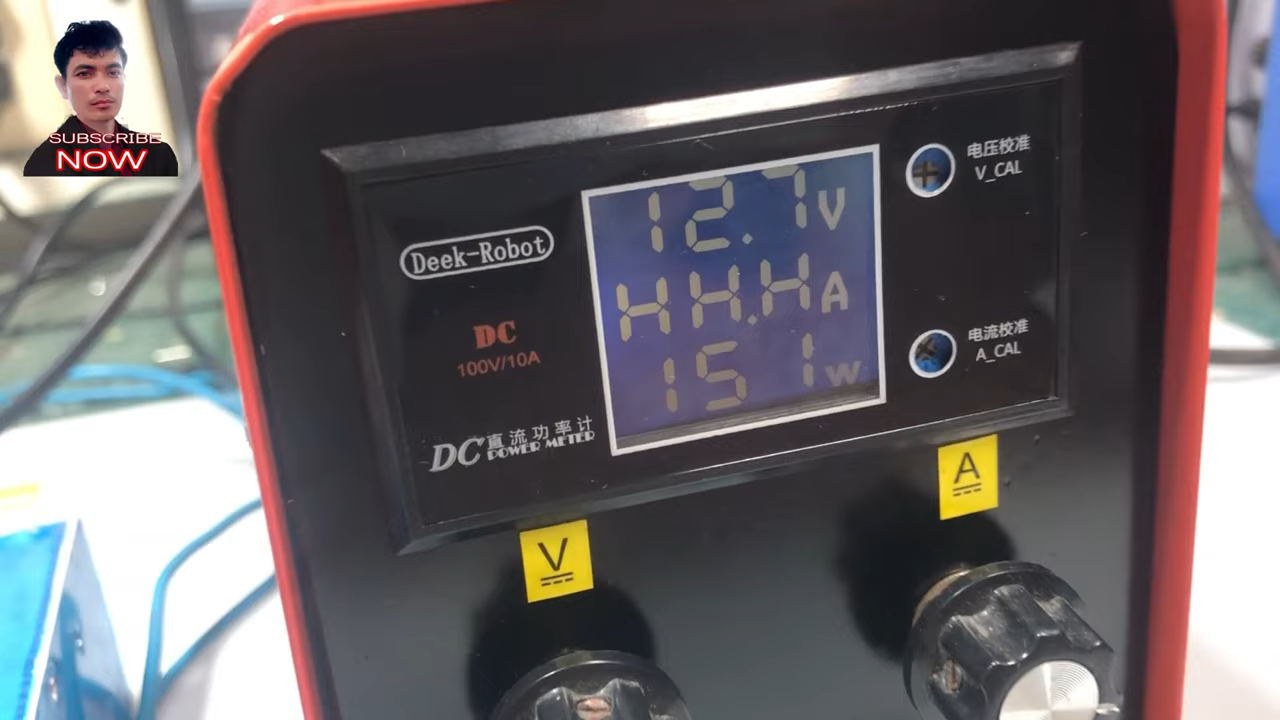 SUBSCRIBE
NOW
Deek-Robot
DC
100V/10A
DC 直流功率计
POWER METER
12.7V
HH.HA
151W
电压校准
V_CAL
电流校准
A_CAL
V
A